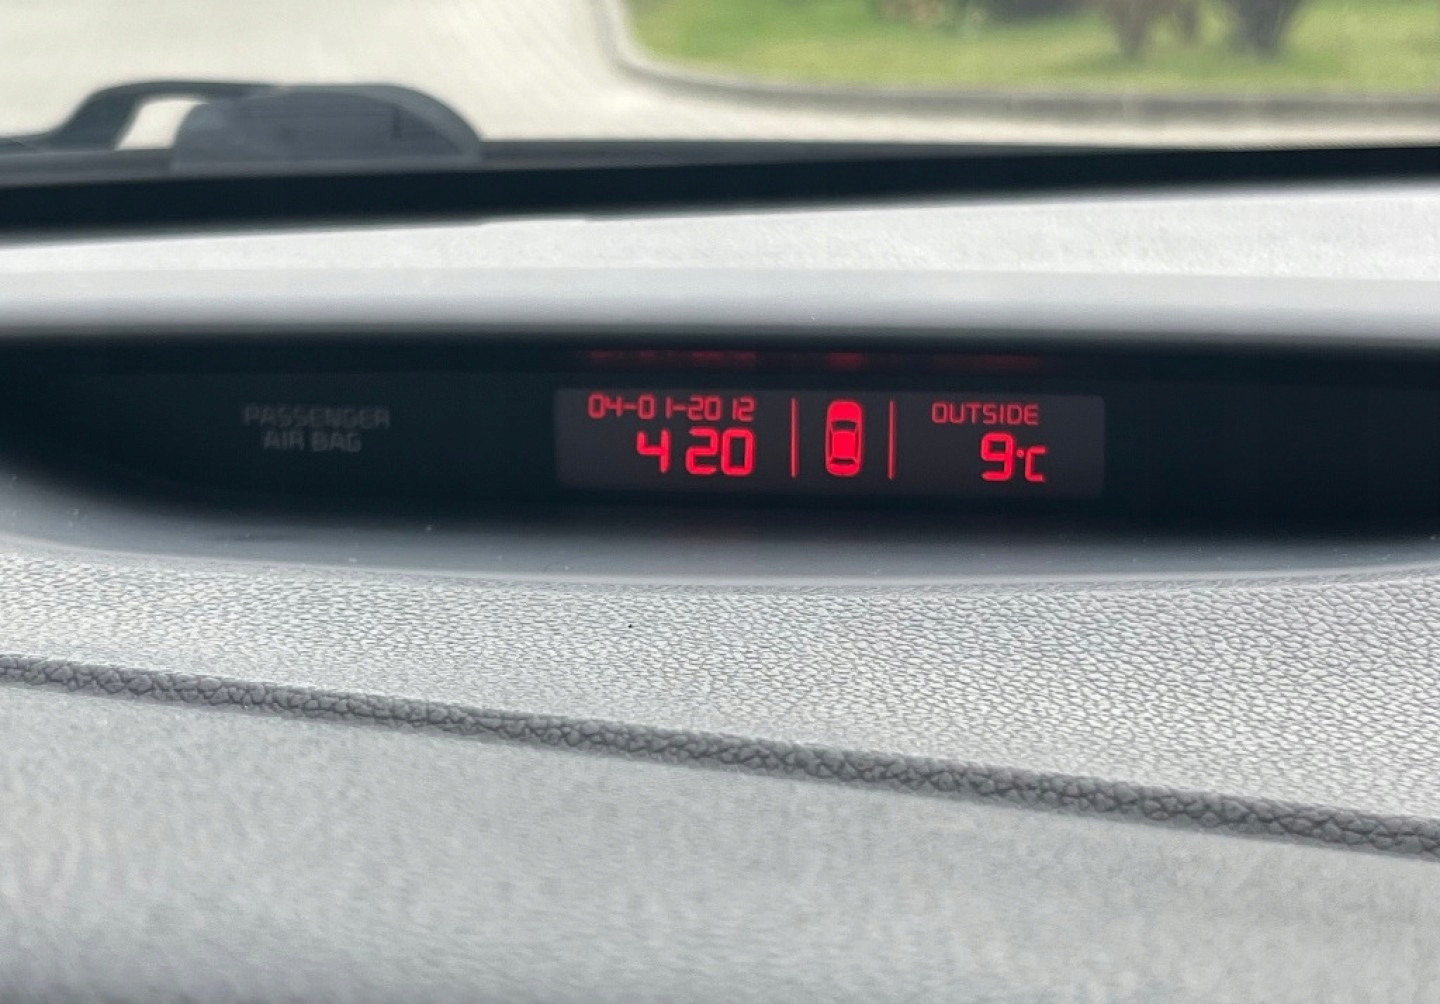 PASSENGER
AIR BAG
04-01-2012
4 20
OUTSIDE
9°C